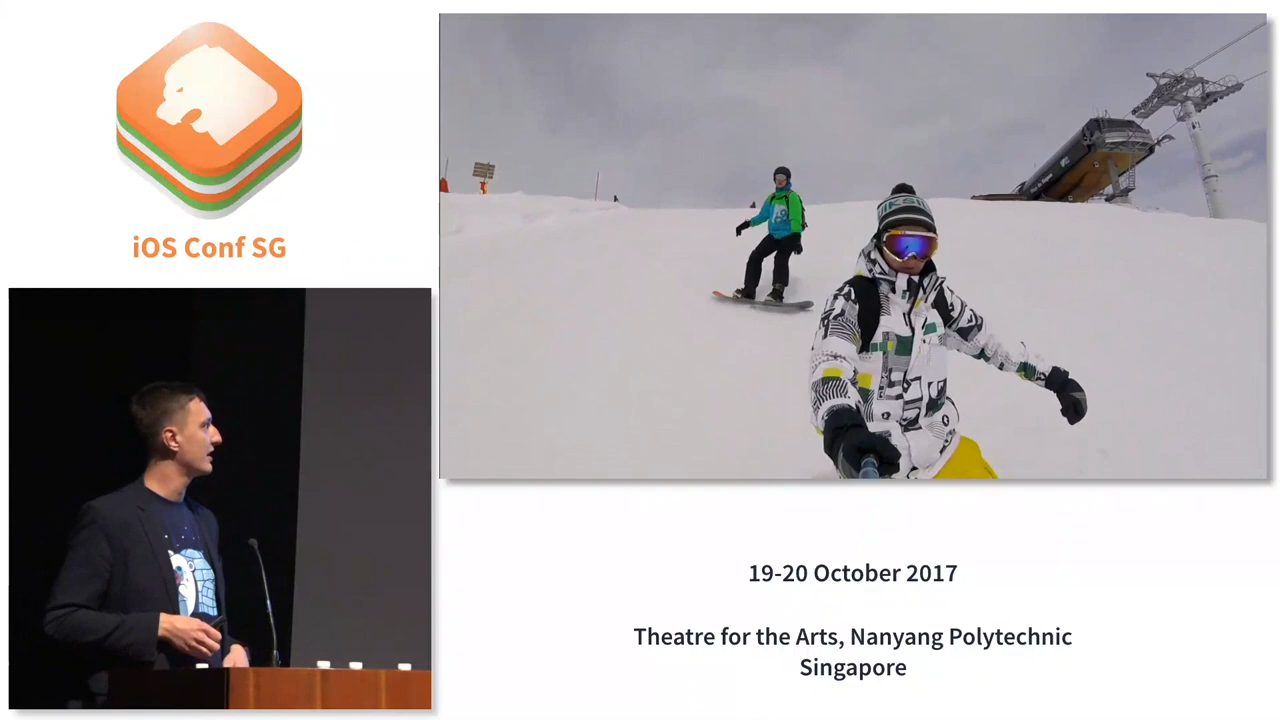 iOS Conf SG
19-20 October 2017
Theatre for the Arts, Nanyang Polytechnic
Singapore